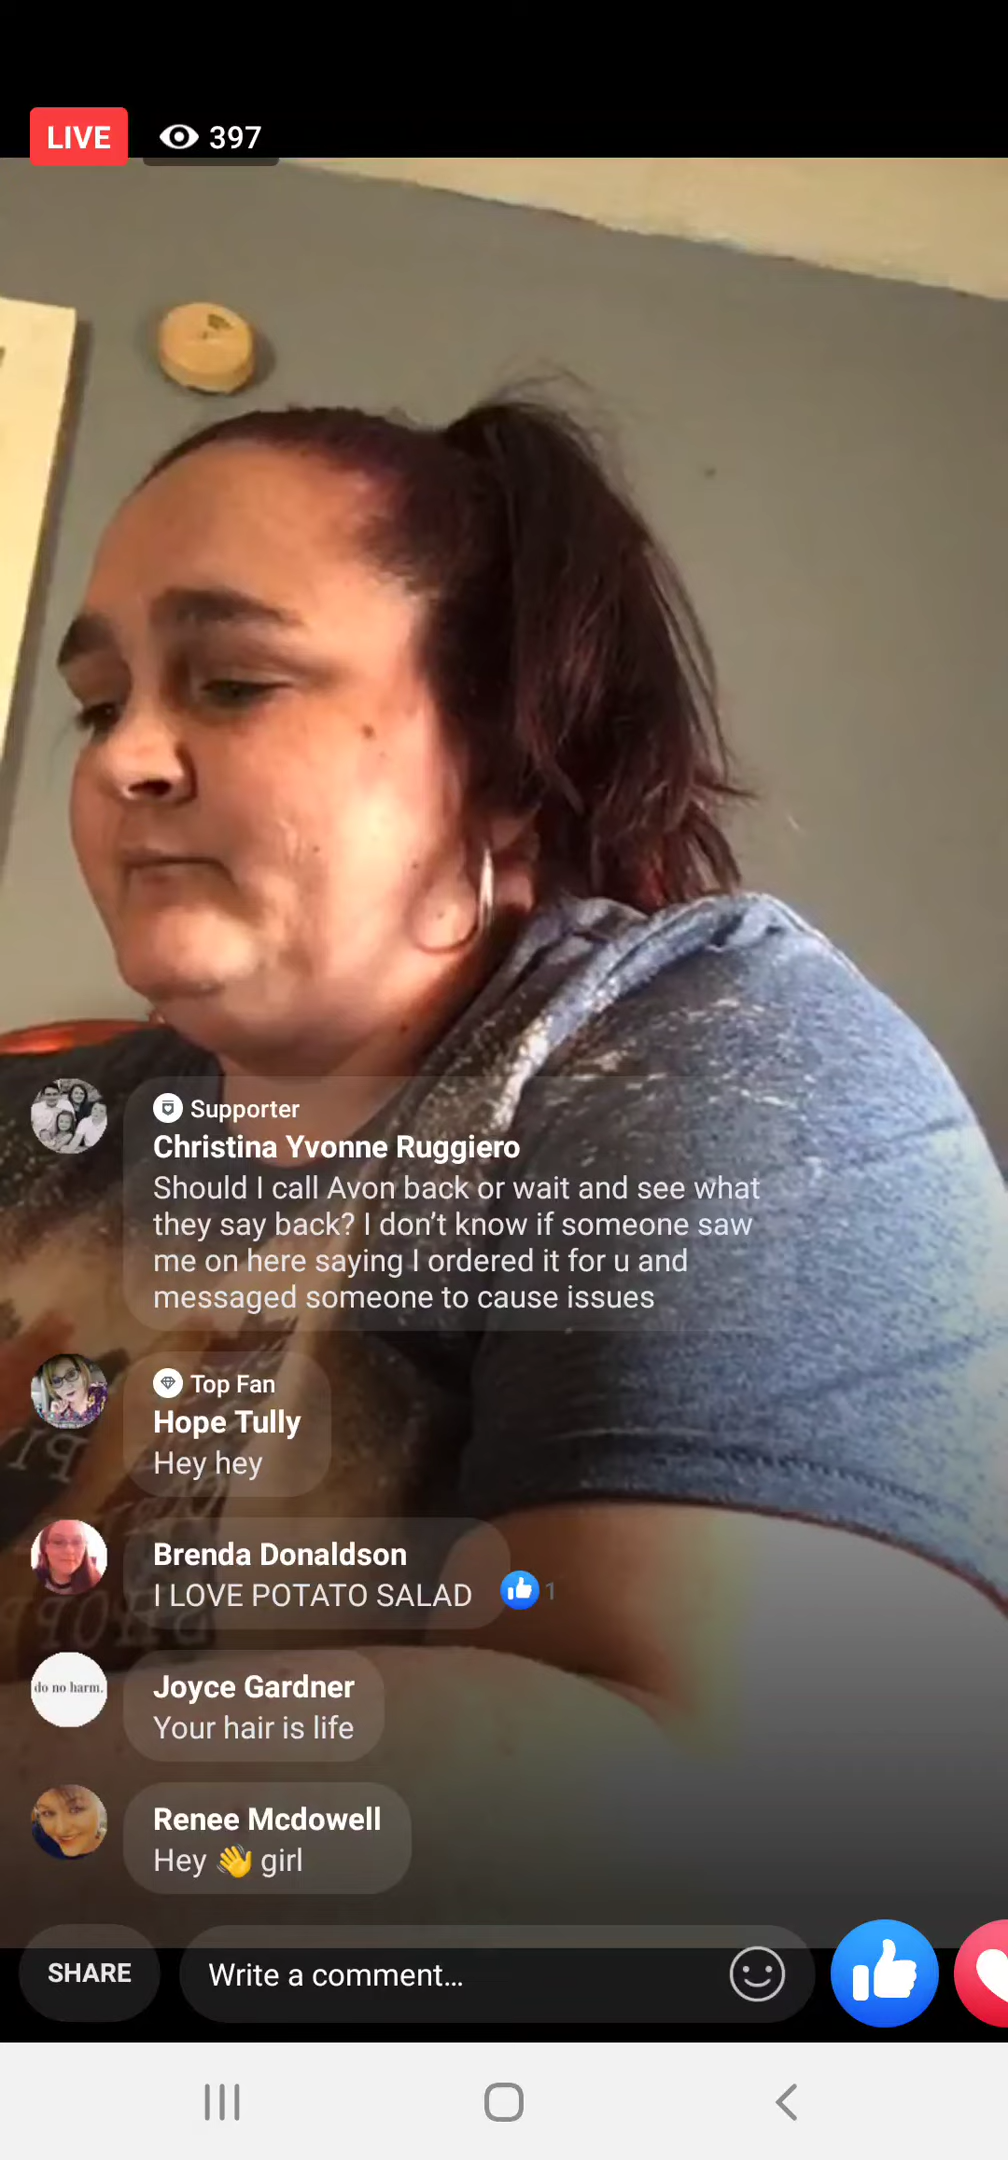 LIVE 397
Supporter
Christina Yvonne Ruggiero
Should I call Avon back or wait and see what
they say back? I don’t know if someone saw
me on here saying I ordered it for u and
messaged someone to cause issues
Top Fan
Hope Tully
Hey hey
Brenda Donaldson
I LOVE POTATO SALAD 1
do no harm.
Joyce Gardner
Your hair is life
Renee Mcdowell
Hey 👋 girl
SHARE Write a comment...